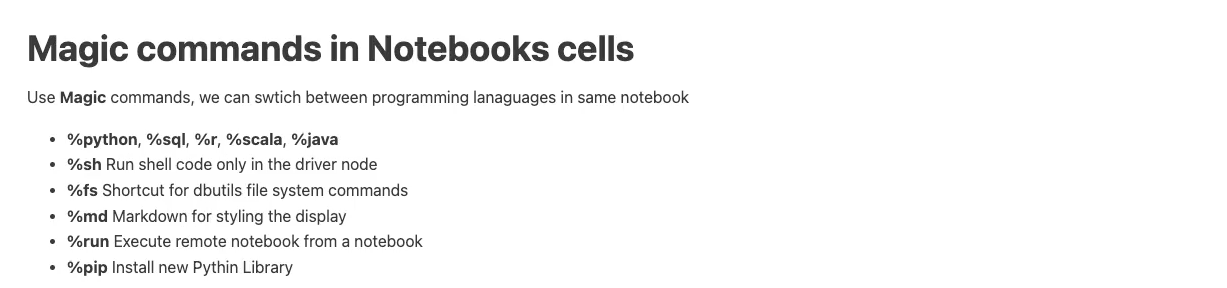 Magic commands in Notebooks cells
Use Magic commands, we can swtich between programming lanaguages in same notebook
• %python, %sql, %r, %scala, %java
• %sh Run shell code only in the driver node
• %fs Shortcut for dbutils file system commands
• %md Markdown for styling the display
• %run Execute remote notebook from a notebook
• %pip Install new Pythin Library